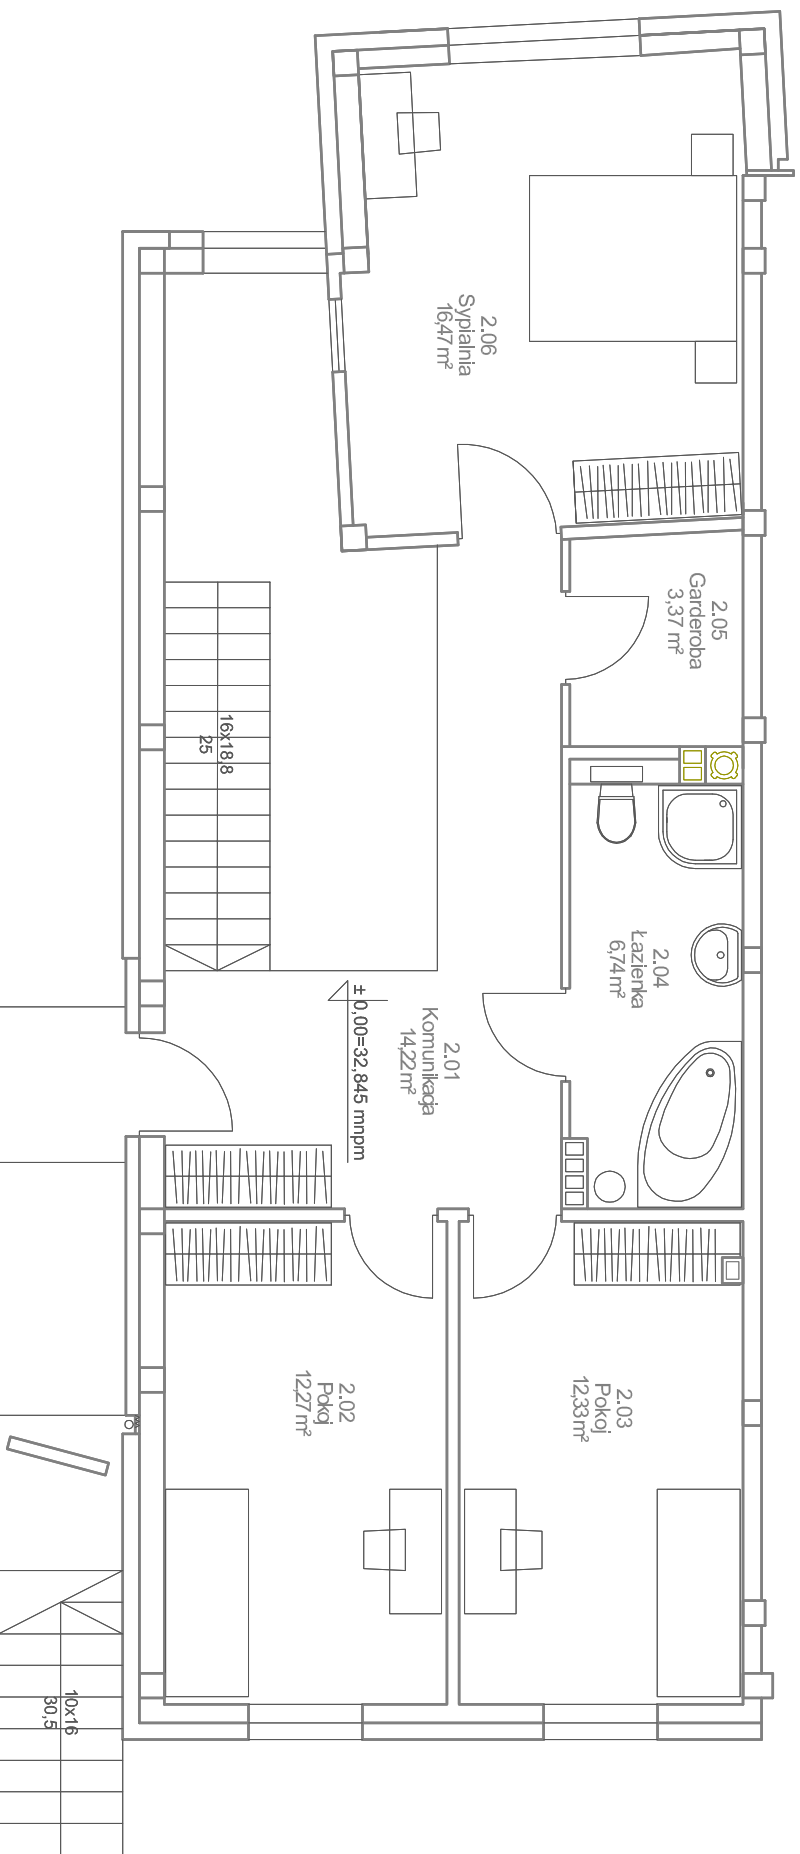 2.06
Sypialnia
16,47 m²
2.05
Garderoba
3,37 m²
16x18,8
25
2.04
Łazienka
6,74 m²
2.01
Komunikacja
14,22 m²
± 0,00=32,845 mnpm
2.02
Pokoj
12,27 m²
2.03
Pokoj
12,33 m²
10x16
30,5